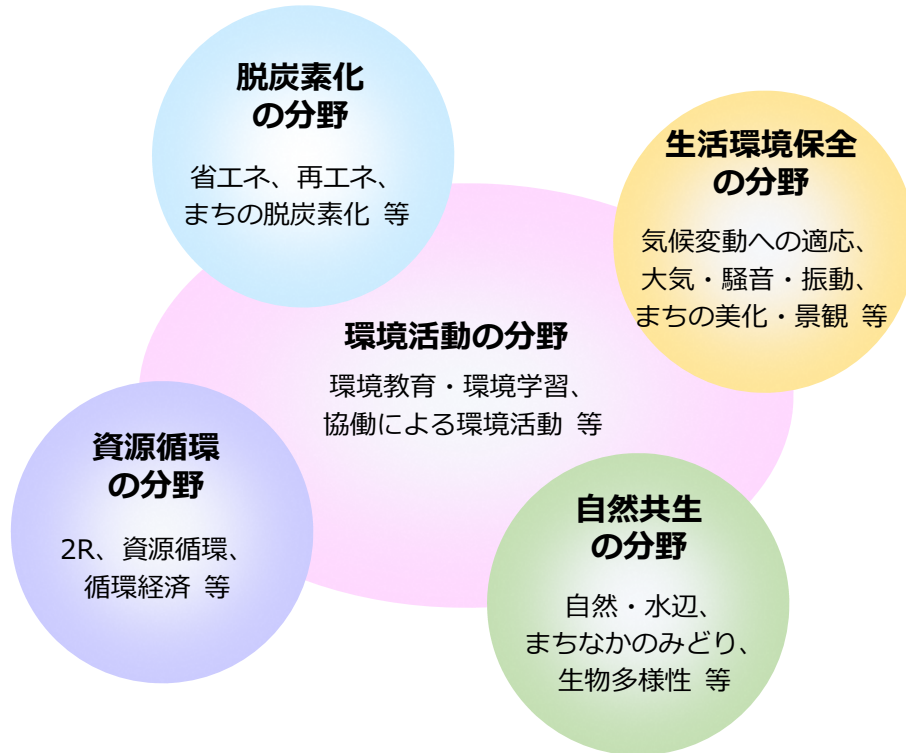 脱炭素化
の分野
省エネ、再エネ、
まちの脱炭素化 等
生活環境保全
の分野
気候変動への適応、
大気・騒音・振動、
まちの美化・景観 等
環境活動の分野
環境教育・環境学習、
協働による環境活動 等
資源循環
の分野
2R、資源循環、
循環経済 等
自然共生
の分野
自然・水辺、
まちなかのみどり、
生物多様性 等